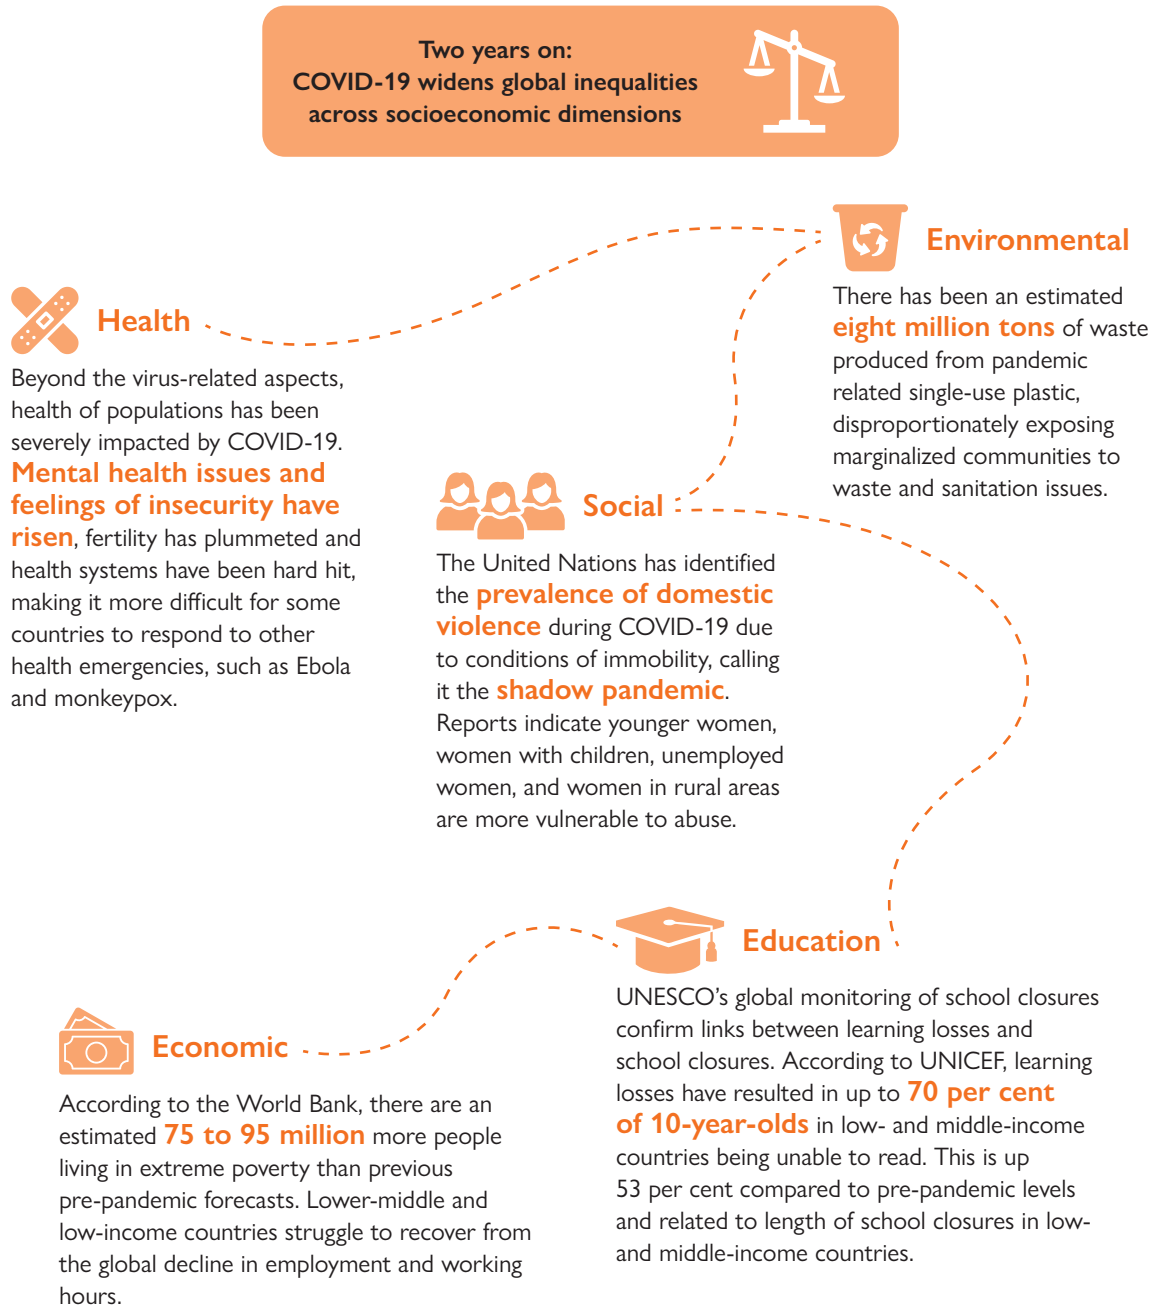 Two years on:
COVID-19 widens global inequalities
across socioeconomic dimensions
Health
Beyond the virus-related aspects,
health of populations has been
severely impacted by COVID-19.
Mental health issues and
feelings of insecurity have
risen, fertility has plummeted and
health systems have been hard hit,
making it more difficult for some
countries to respond to other
health emergencies, such as Ebola
and monkeypox.
Environmental
There has been an estimated
eight million tons of waste
produced from pandemic
related single-use plastic,
disproportionately exposing
marginalized communities to
waste and sanitation issues.
Social
The United Nations has identified
the prevalence of domestic
violence during COVID-19 due
to conditions of immobility, calling
it the shadow pandemic.
Reports indicate younger women,
women with children, unemployed
women, and women in rural areas
are more vulnerable to abuse.
Education
UNESCO’s global monitoring of school closures
confirm links between learning losses and
school closures. According to UNICEF, learning
losses have resulted in up to 70 per cent
of 10-year-olds in low- and middle-income
countries being unable to read. This is up
53 per cent compared to pre-pandemic levels
and related to length of school closures in low-
and middle-income countries.
Economic
According to the World Bank, there are an
estimated 75 to 95 million more people
living in extreme poverty than previous
pre-pandemic forecasts. Lower-middle and
low-income countries struggle to recover from
the global decline in employment and working
hours.